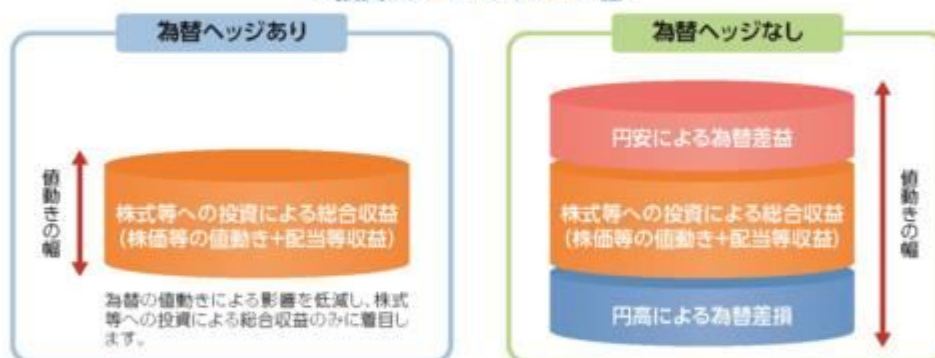 為替ヘッジあり
値動きの幅
株式等への投資による総合収益
(株価等の値動き+配当等収益)
為替の値動きによる影響を低減し、株式
等への投資による総合収益のみに着目し
ます。
為替ヘッジなし
円安による為替差益
株式等への投資による総合収益
(株価等の値動き+配当等収益)
円高による為替差損
値動きの幅